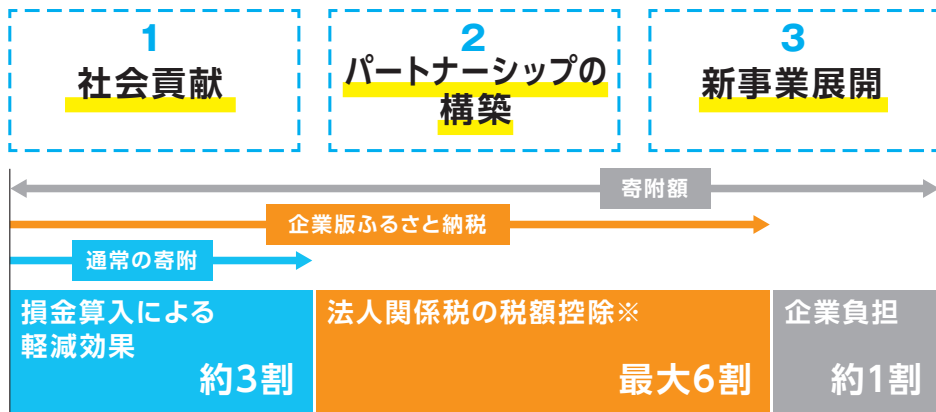 1
社会貢献
2
パートナーシップの
構築
3
新事業展開
寄附額
企業版ふるさと納税
通常の寄附
損金算入による
軽減効果
約3割
法人関係税の税額控除※
最大6割
企業負担
約1割